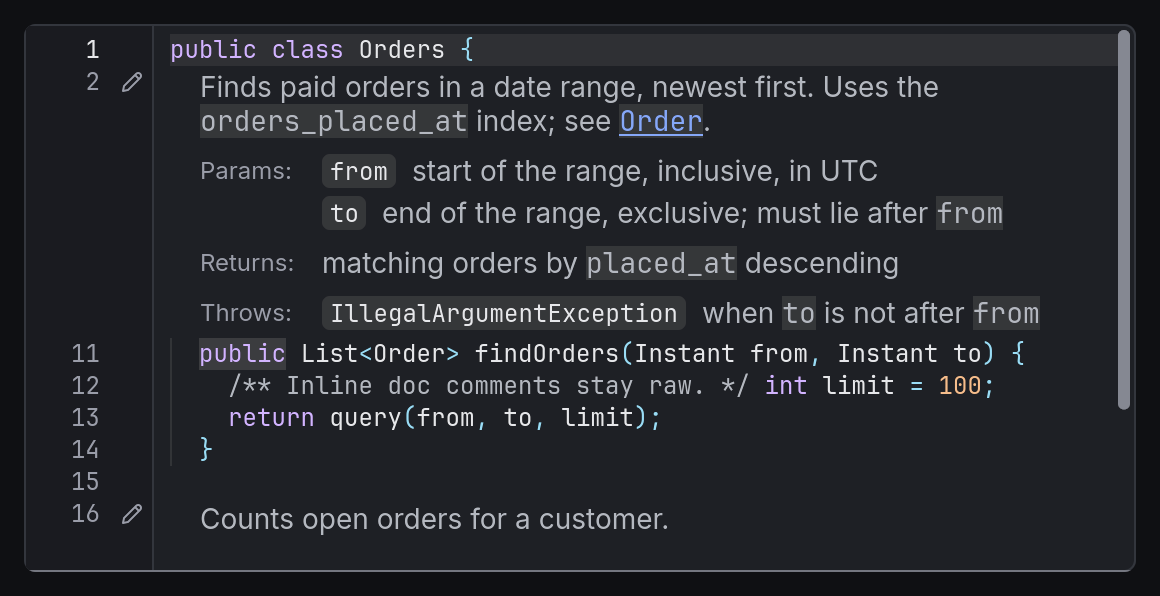 1 public class Orders {
2 Finds paid orders in a date range, newest first. Uses the
orders_placed_at index; see Order.
Params: from start of the range, inclusive, in UTC
to end of the range, exclusive; must lie after from
Returns: matching orders by placed_at descending
Throws: IllegalArgumentException when to is not after from
11 public List<Order> findOrders(Instant from, Instant to) {
12 /** Inline doc comments stay raw. */ int limit = 100;
13 return query(from, to, limit);
14 }
15
16 Counts open orders for a customer.